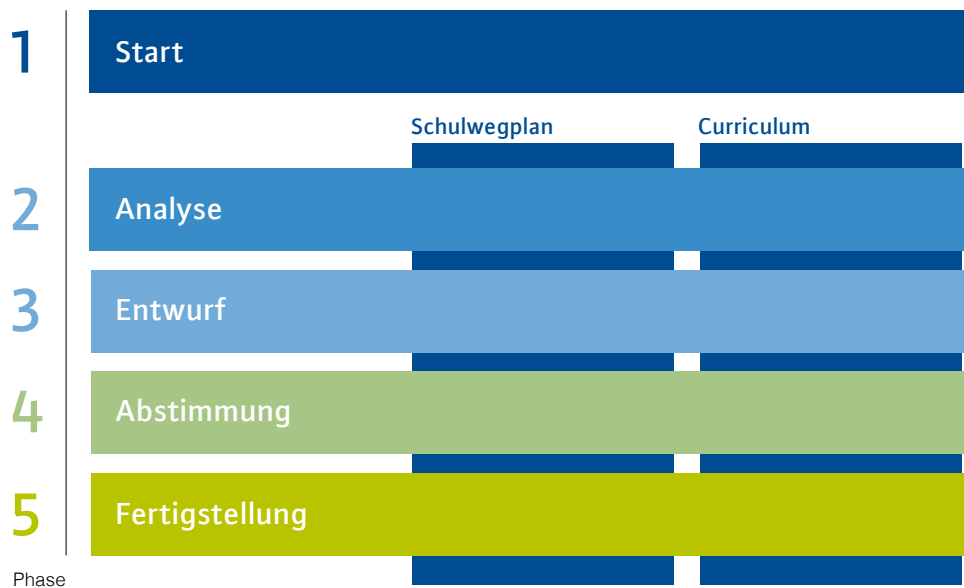 1 Start
Schulwegplan Curriculum
2 Analyse
3 Entwurf
4 Abstimmung
5 Fertigstellung
Phase